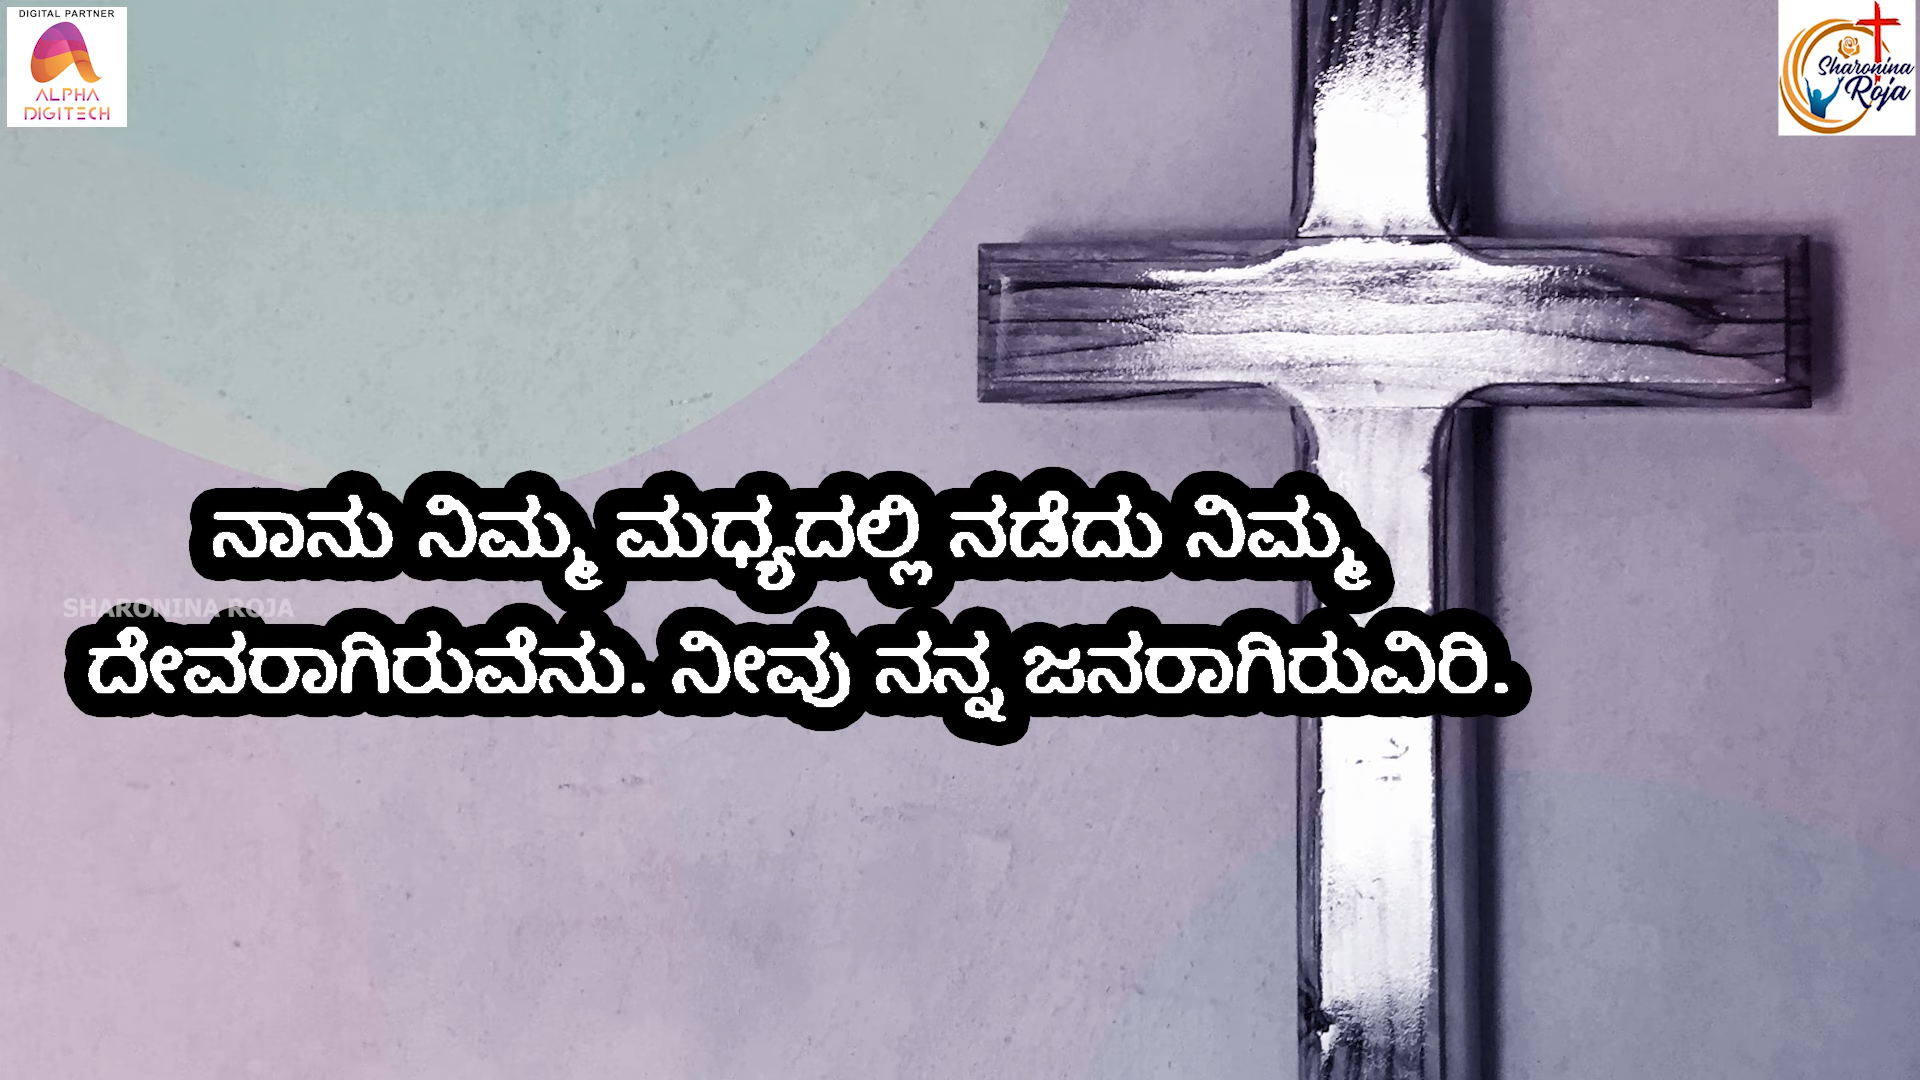 DIGITAL PARTNER
ALPHA
DIGITECH
Sharonina
Roja
ನಾನು ನಿಮ್ಮ ಮಧ್ಯದಲ್ಲಿ ನಡೆದು ನಿಮ್ಮ
SHARONINA ROJA
ದೇವರಾಗಿರುವೆನು. ನೀವು ನನ್ನ ಜನರಾಗಿರುವಿರಿ.